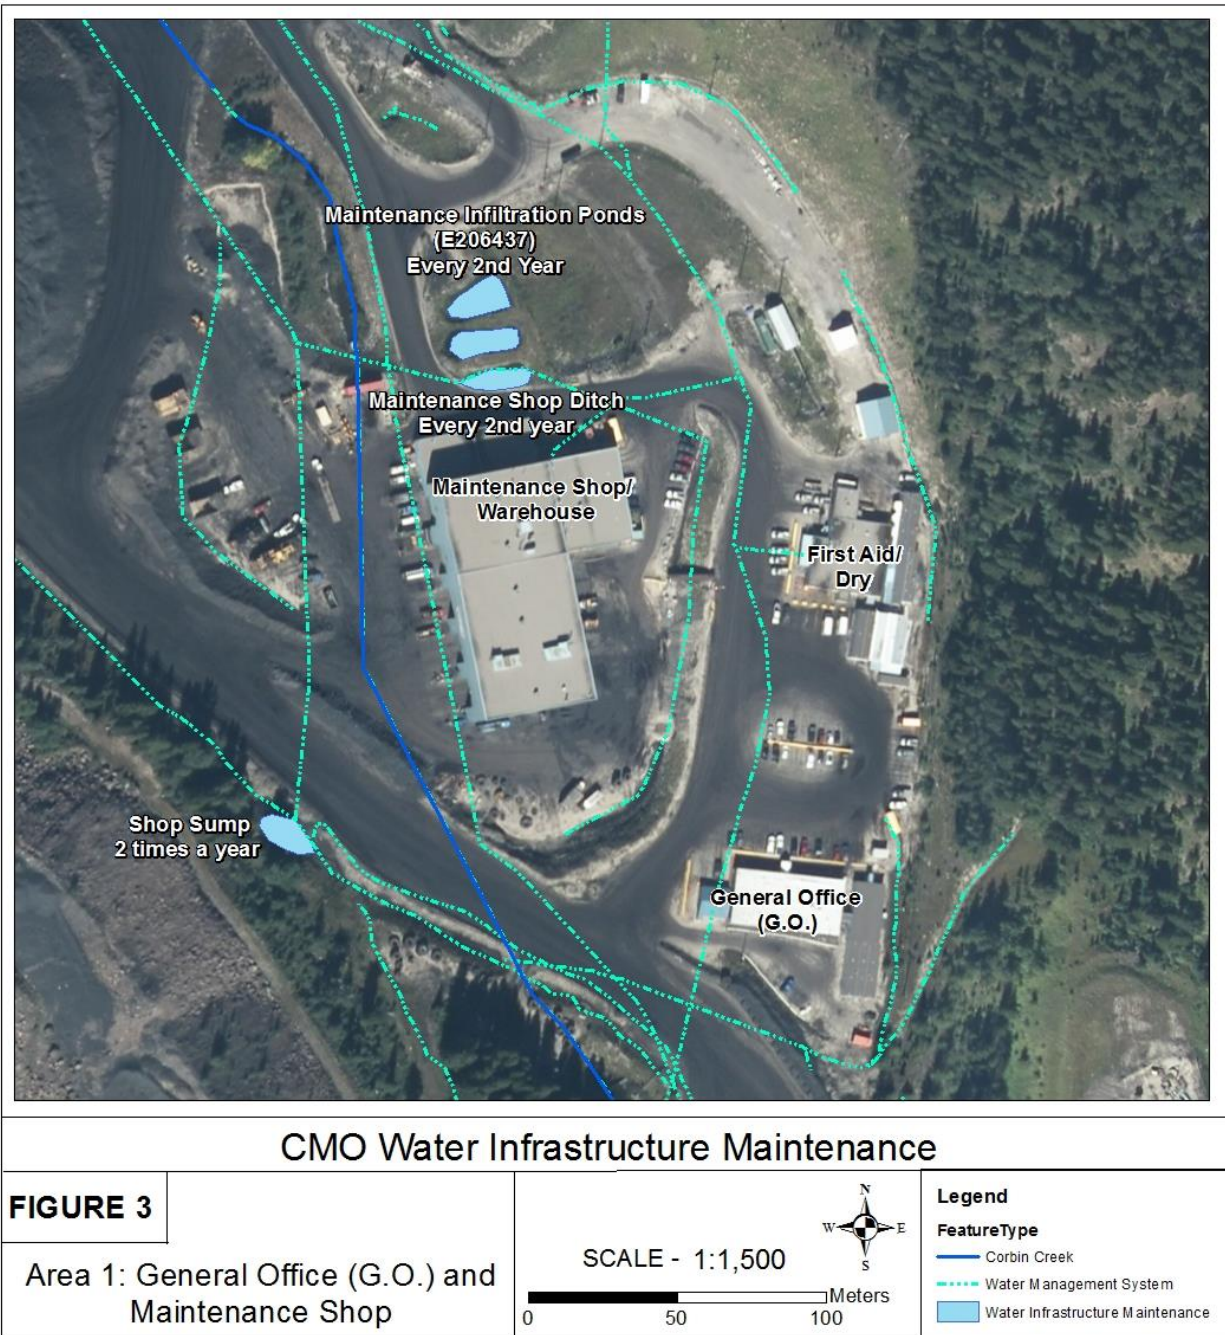 Maintenance Infiltration Ponds
(E206437)
Every 2nd Year
Maintenance Shop Ditch
Every 2nd year
Maintenance Shop/
Warehouse
First Aid/
Dry
Shop Sump
2 times a year
General Office
(G.O.)
CMO Water Infrastructure Maintenance
FIGURE 3
Area 1: General Office (G.O.) and
Maintenance Shop
SCALE - 1:1,500
N
W E
S
Meters
0 50 100
Legend
FeatureType
Corbin Creek
Water Management System
Water Infrastructure Maintenance